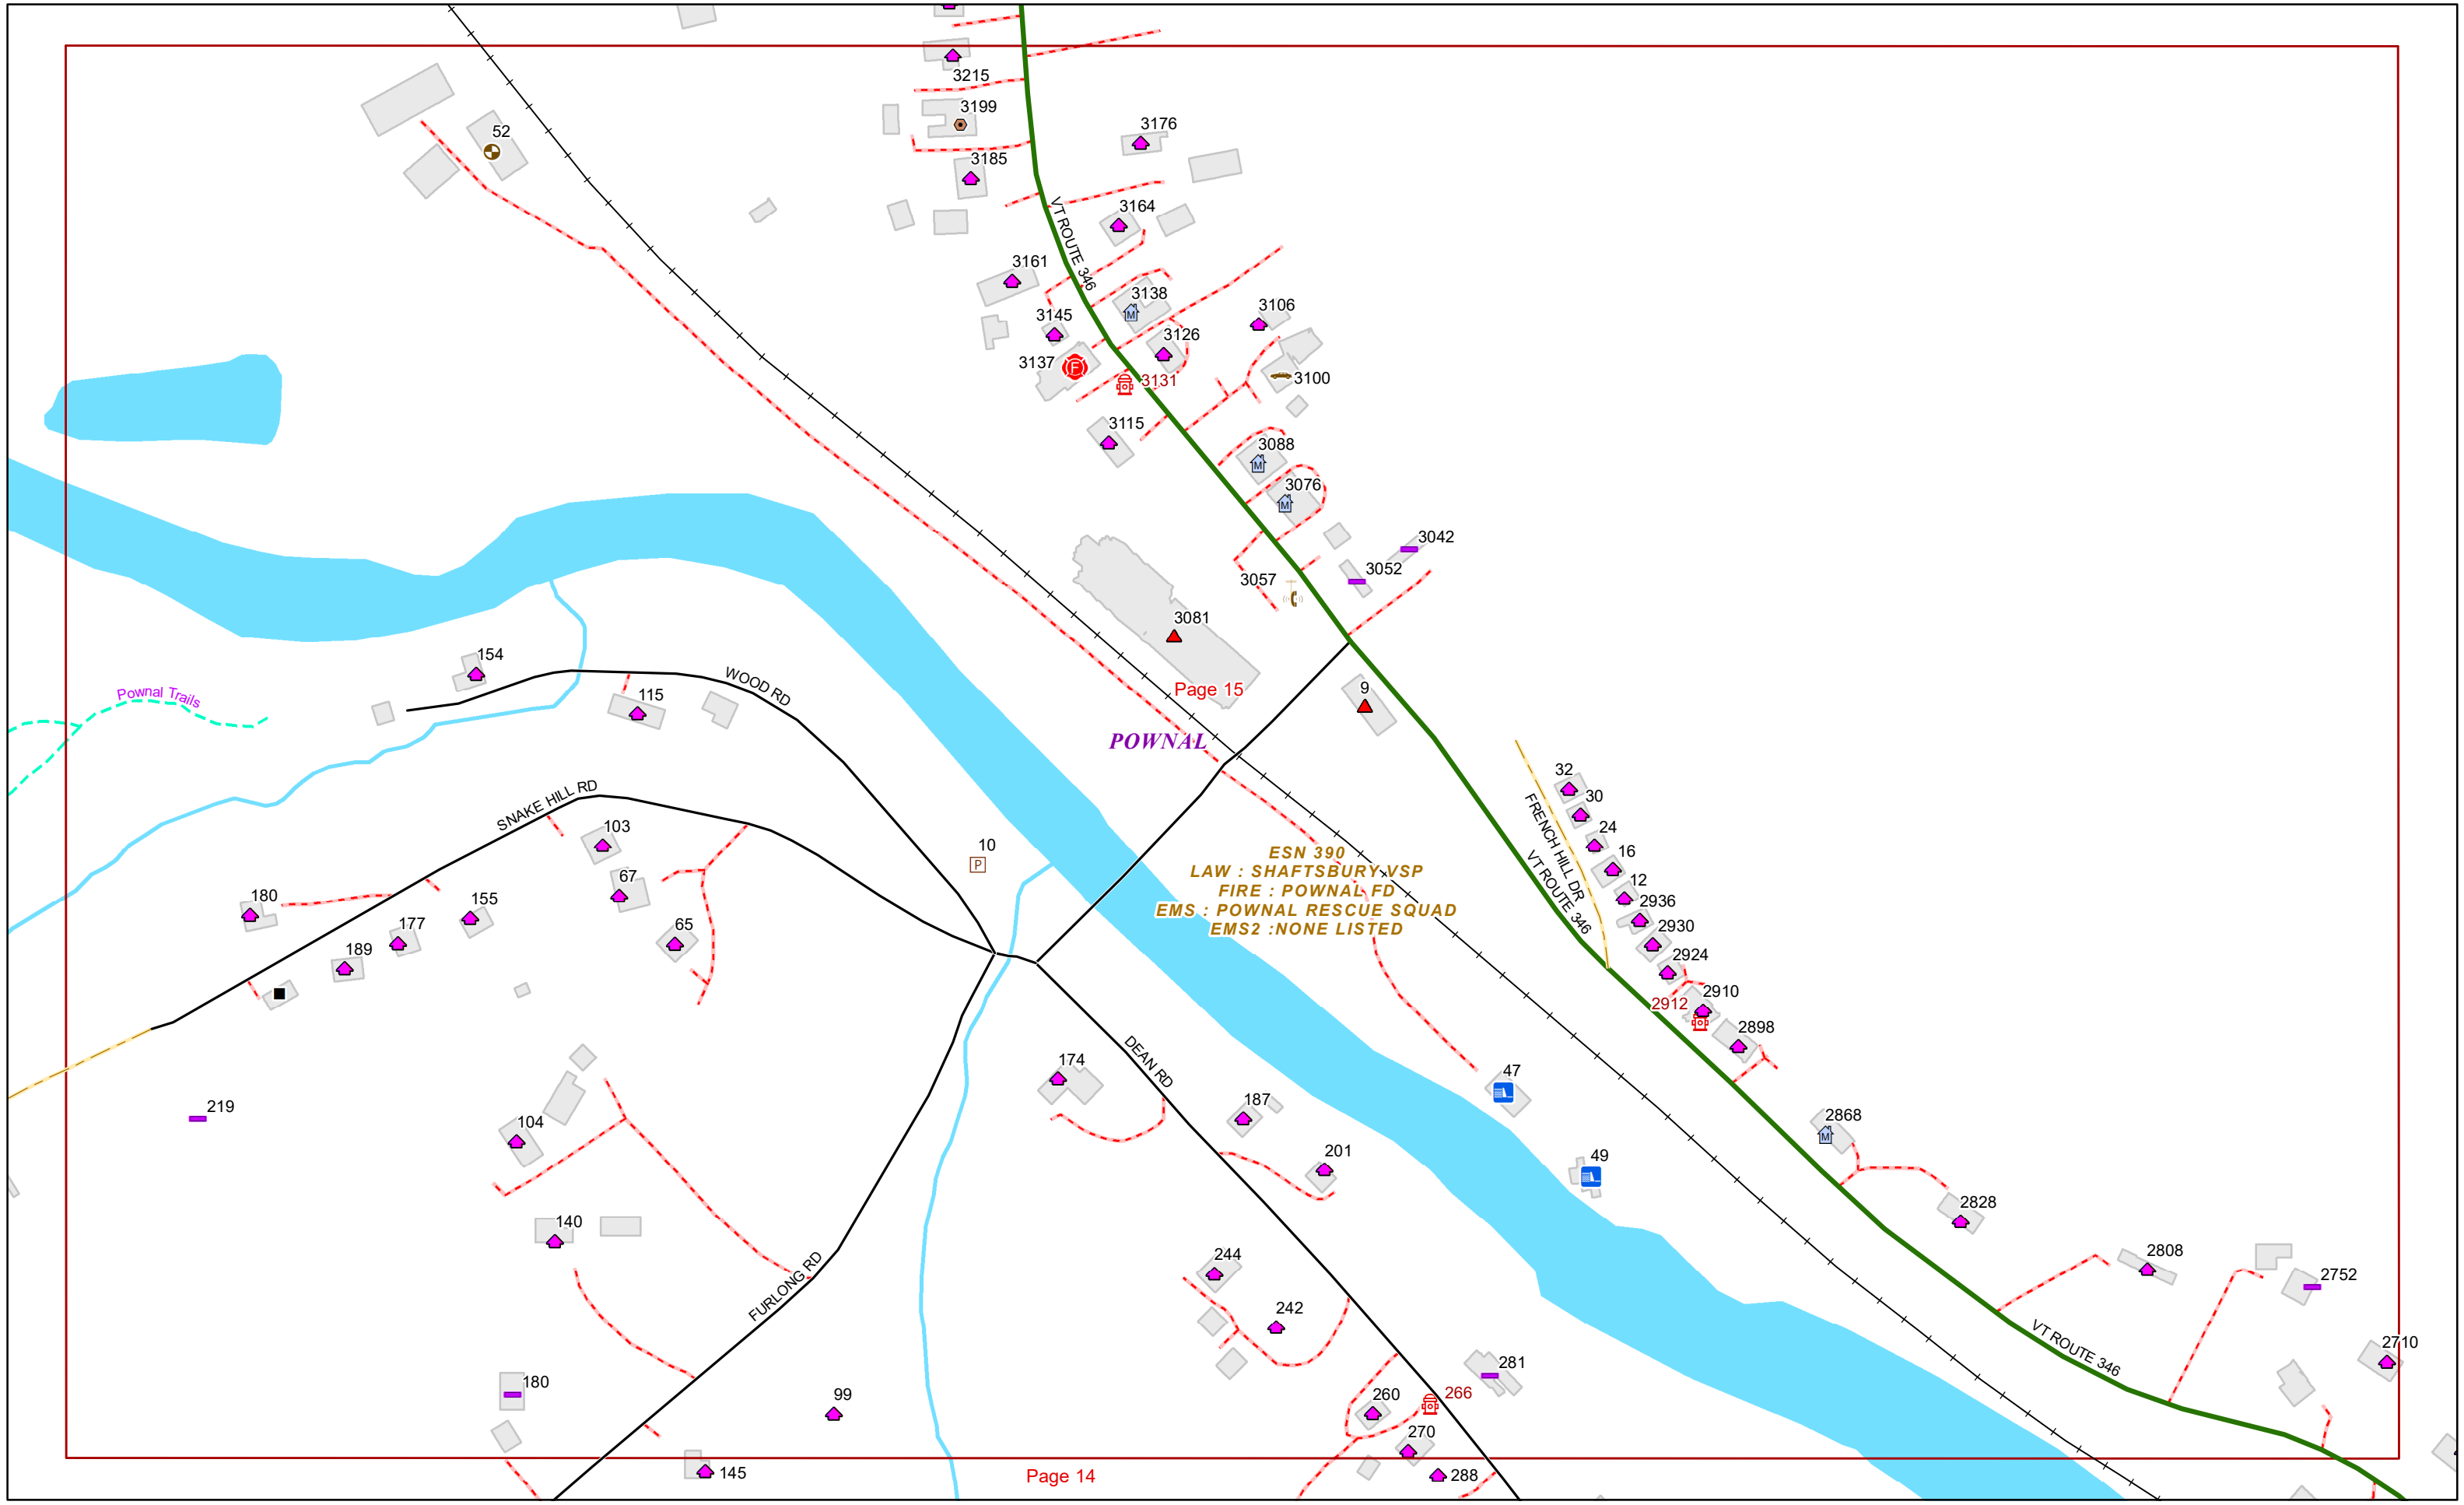 3215
3199
52
3176
3185
3164
VT ROUTE 346
3161
3138
M
3106
3145
3126
3137
F
3131
3100
3115
3088
M
3076
M
3042
3052
3057
3081
154
Page 15
9
Pownal Trails
WOOD RD
115
POWNAL
32
SNAKE HILL RD
30
FRENCH HILL DR
103
24
10
P
ESN 390
LAW : SHAFTSBURY VSP
FIRE : POWNAL FD
EMS : POWNAL RESCUE SQUAD
EMS2 :NONE LISTED
VT ROUTE 346
16
67
12
180
155
2936
177
65
2930
189
2924
2910
2912
2898
DEAN RD
174
47
187
219
104
2868
M
201
49
140
2828
244
2808
FURLONG RD
2752
242
VT ROUTE 346
2710
281
180
99
260
266
270
145
Page 14
288